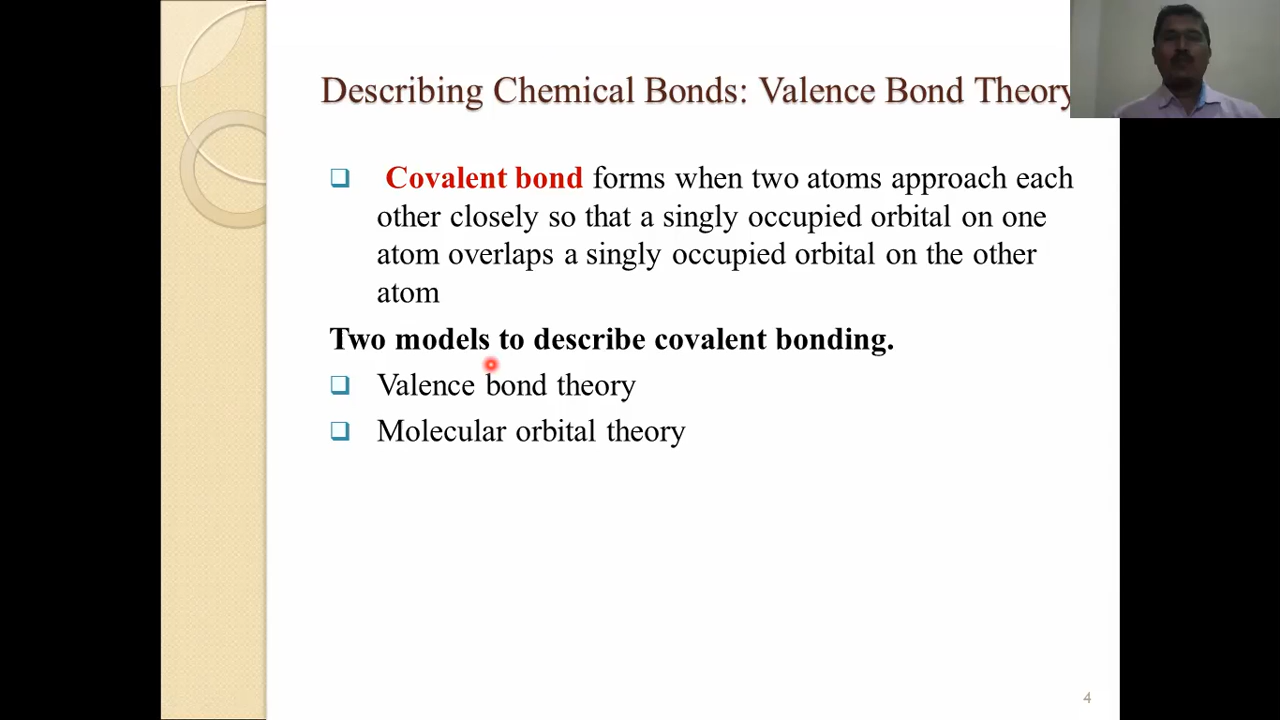 Describing Chemical Bonds: Valence Bond Theory
Covalent bond forms when two atoms approach each
other closely so that a singly occupied orbital on one
atom overlaps a singly occupied orbital on the other
atom
Two models to describe covalent bonding.
Valence bond theory
Molecular orbital theory
4